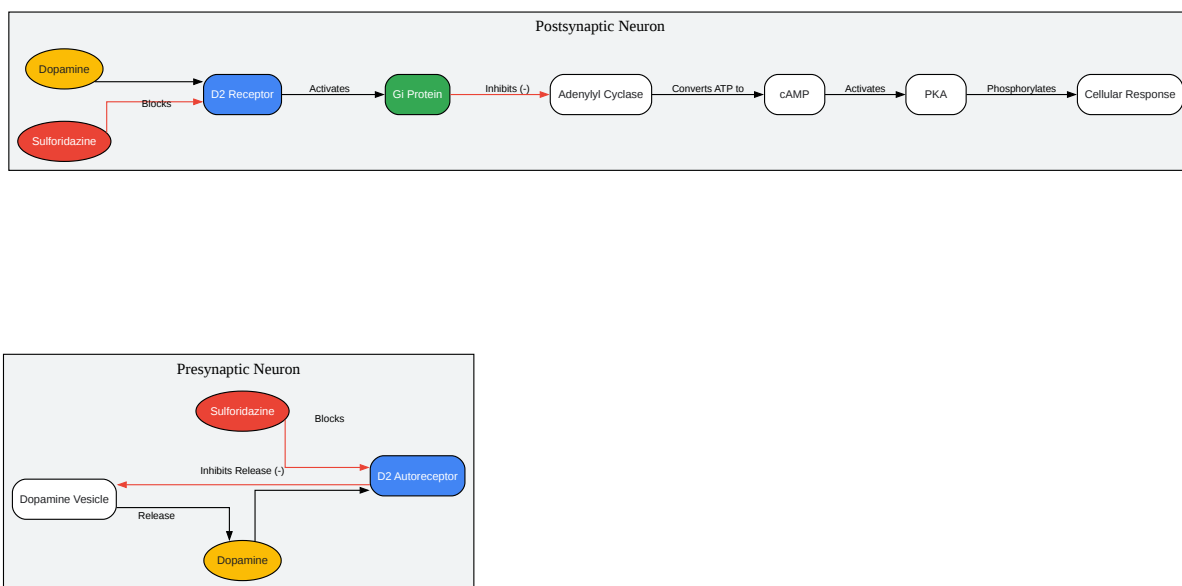 Postsynaptic Neuron
Dopamine
Blocks
Sulforidazine
D2 Receptor
Activates
Gi Protein
Inhibits (-)
Adenylyl Cyclase
Converts ATP to
cAMP
Activates
PKA
Phosphorylates
Cellular Response
Presynaptic Neuron
Sulforidazine
Blocks
Inhibits Release (-)
D2 Autoreceptor
Dopamine Vesicle
Release
Dopamine